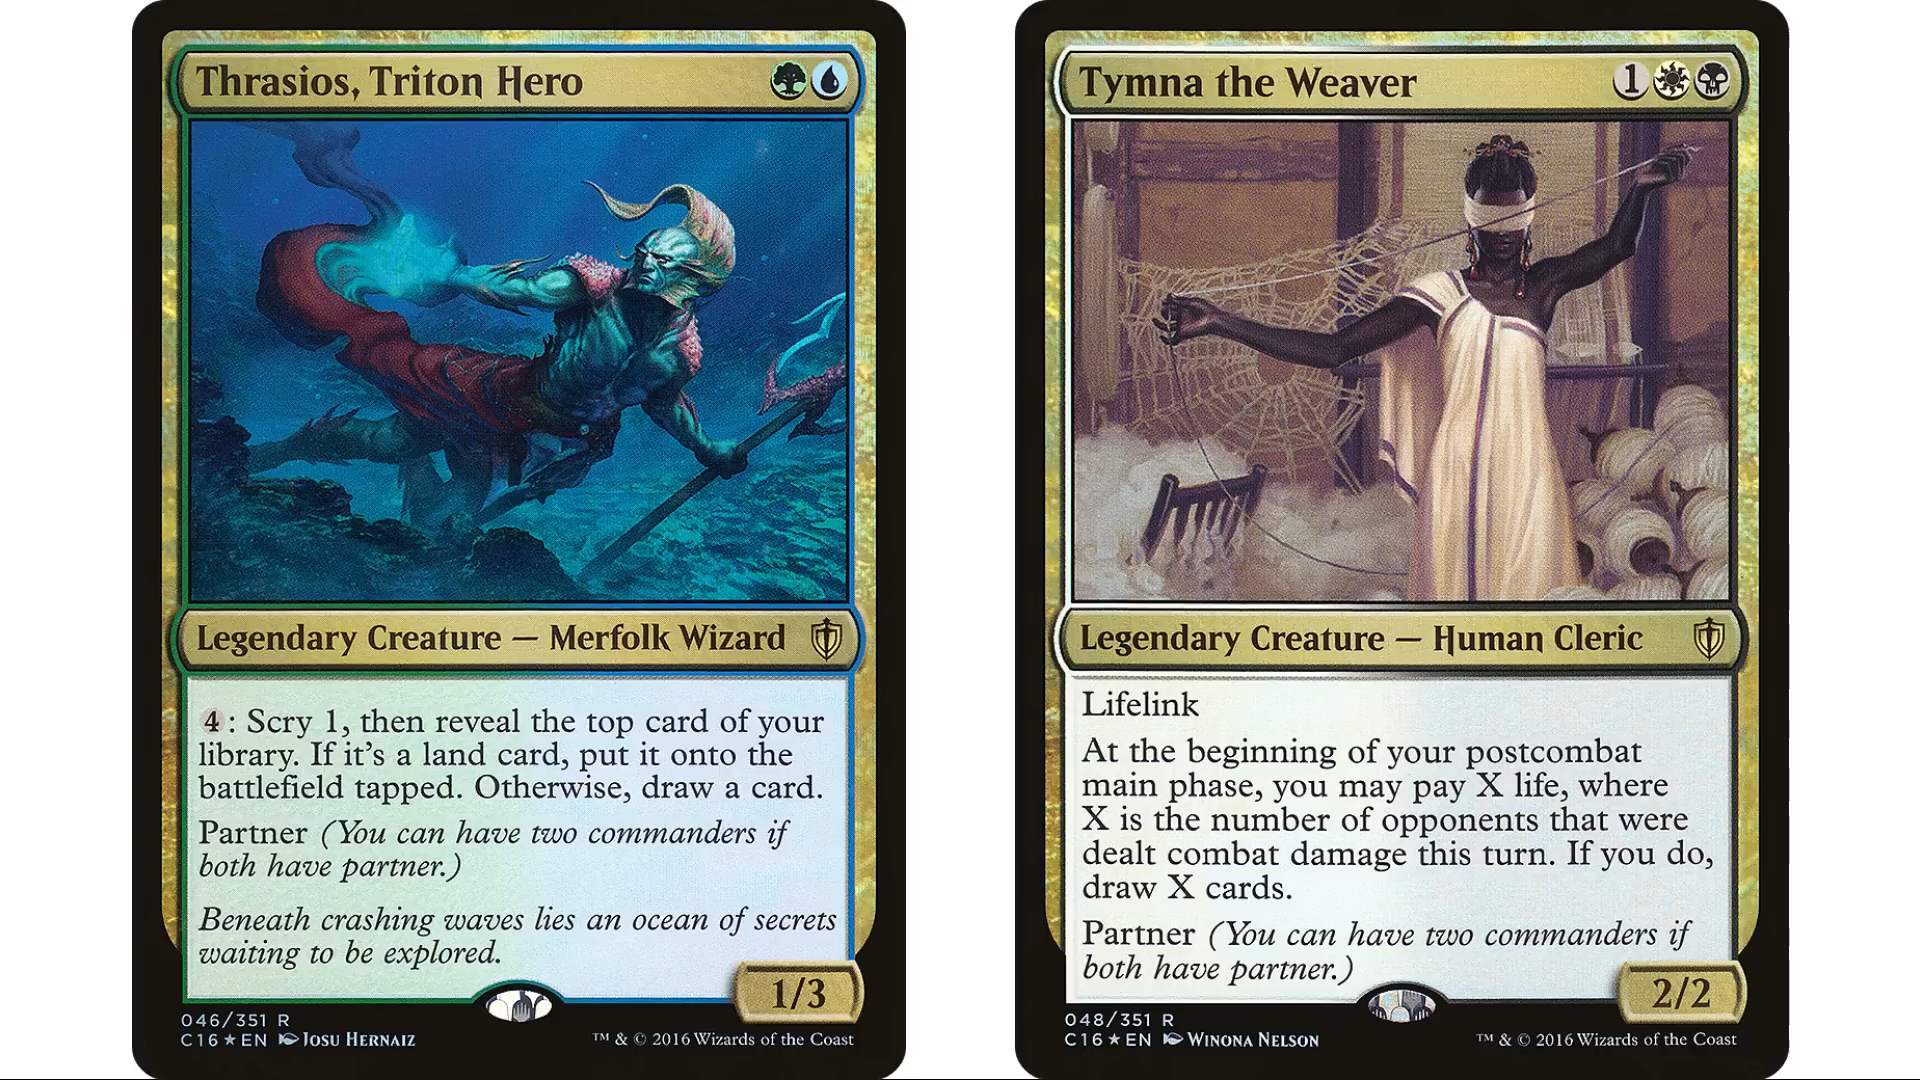 Thrasios, Triton Hero
Legendary Creature — Merfolk Wizard
4: Scry 1, then reveal the top card of your
library. If it's a land card, put it onto the
battlefield tapped. Otherwise, draw a card.
Partner (You can have two commanders if
both have partner.)
Beneath crashing waves lies an ocean of secrets
waiting to be explored.
1/3
046/351 R
C16★EN Josu Hernaiz
™ & © 2016 Wizards of the Coast
Tymna the Weaver 1
Legendary Creature — Human Cleric
Lifelink
At the beginning of your postcombat
main phase, you may pay X life, where
X is the number of opponents that were
dealt combat damage this turn. If you do,
draw X cards.
Partner (You can have two commanders if
both have partner.)
2/2
048/351 R
C16★EN Winona Nelson
™ & © 2016 Wizards of the Coast